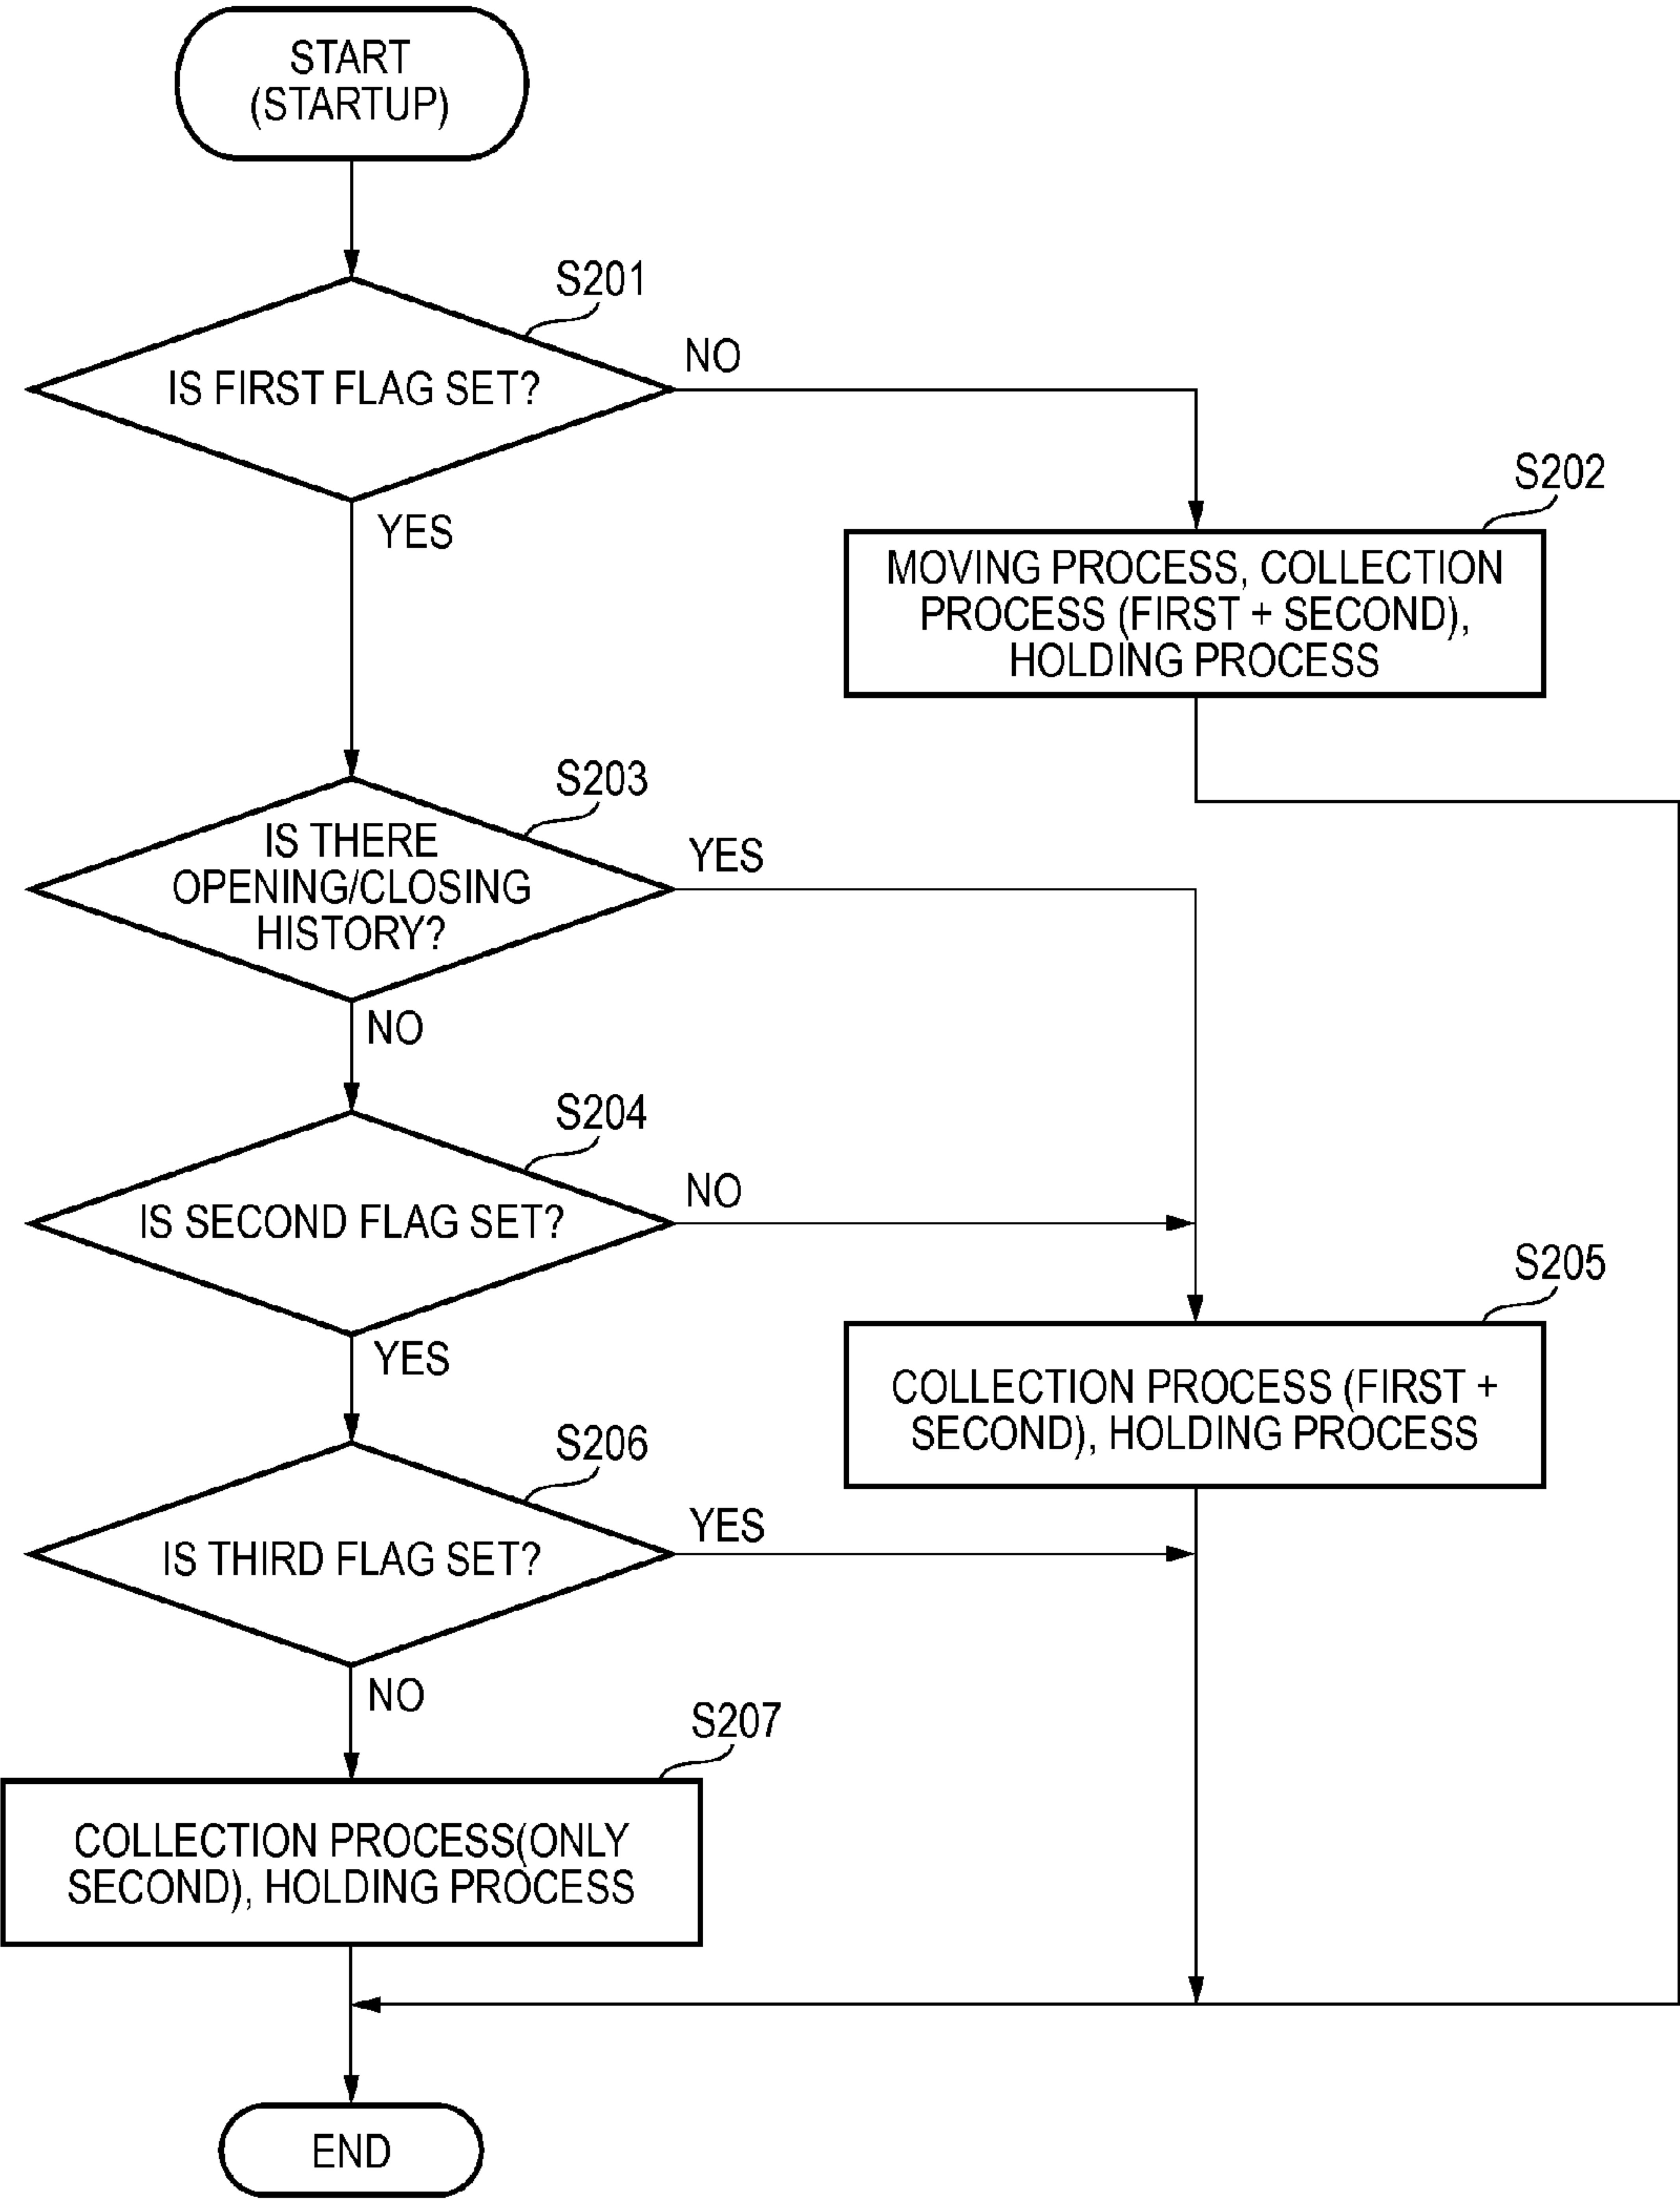 START
(STARTUP)
S201
IS FIRST FLAG SET?
NO
YES
S202
MOVING PROCESS, COLLECTION
PROCESS (FIRST + SECOND),
HOLDING PROCESS
S203
IS THERE
OPENING/CLOSING
HISTORY?
YES
NO
S204
IS SECOND FLAG SET?
NO
YES
S205
COLLECTION PROCESS (FIRST +
SECOND), HOLDING PROCESS
S206
IS THIRD FLAG SET?
YES
NO
S207
COLLECTION PROCESS(ONLY
SECOND), HOLDING PROCESS
END